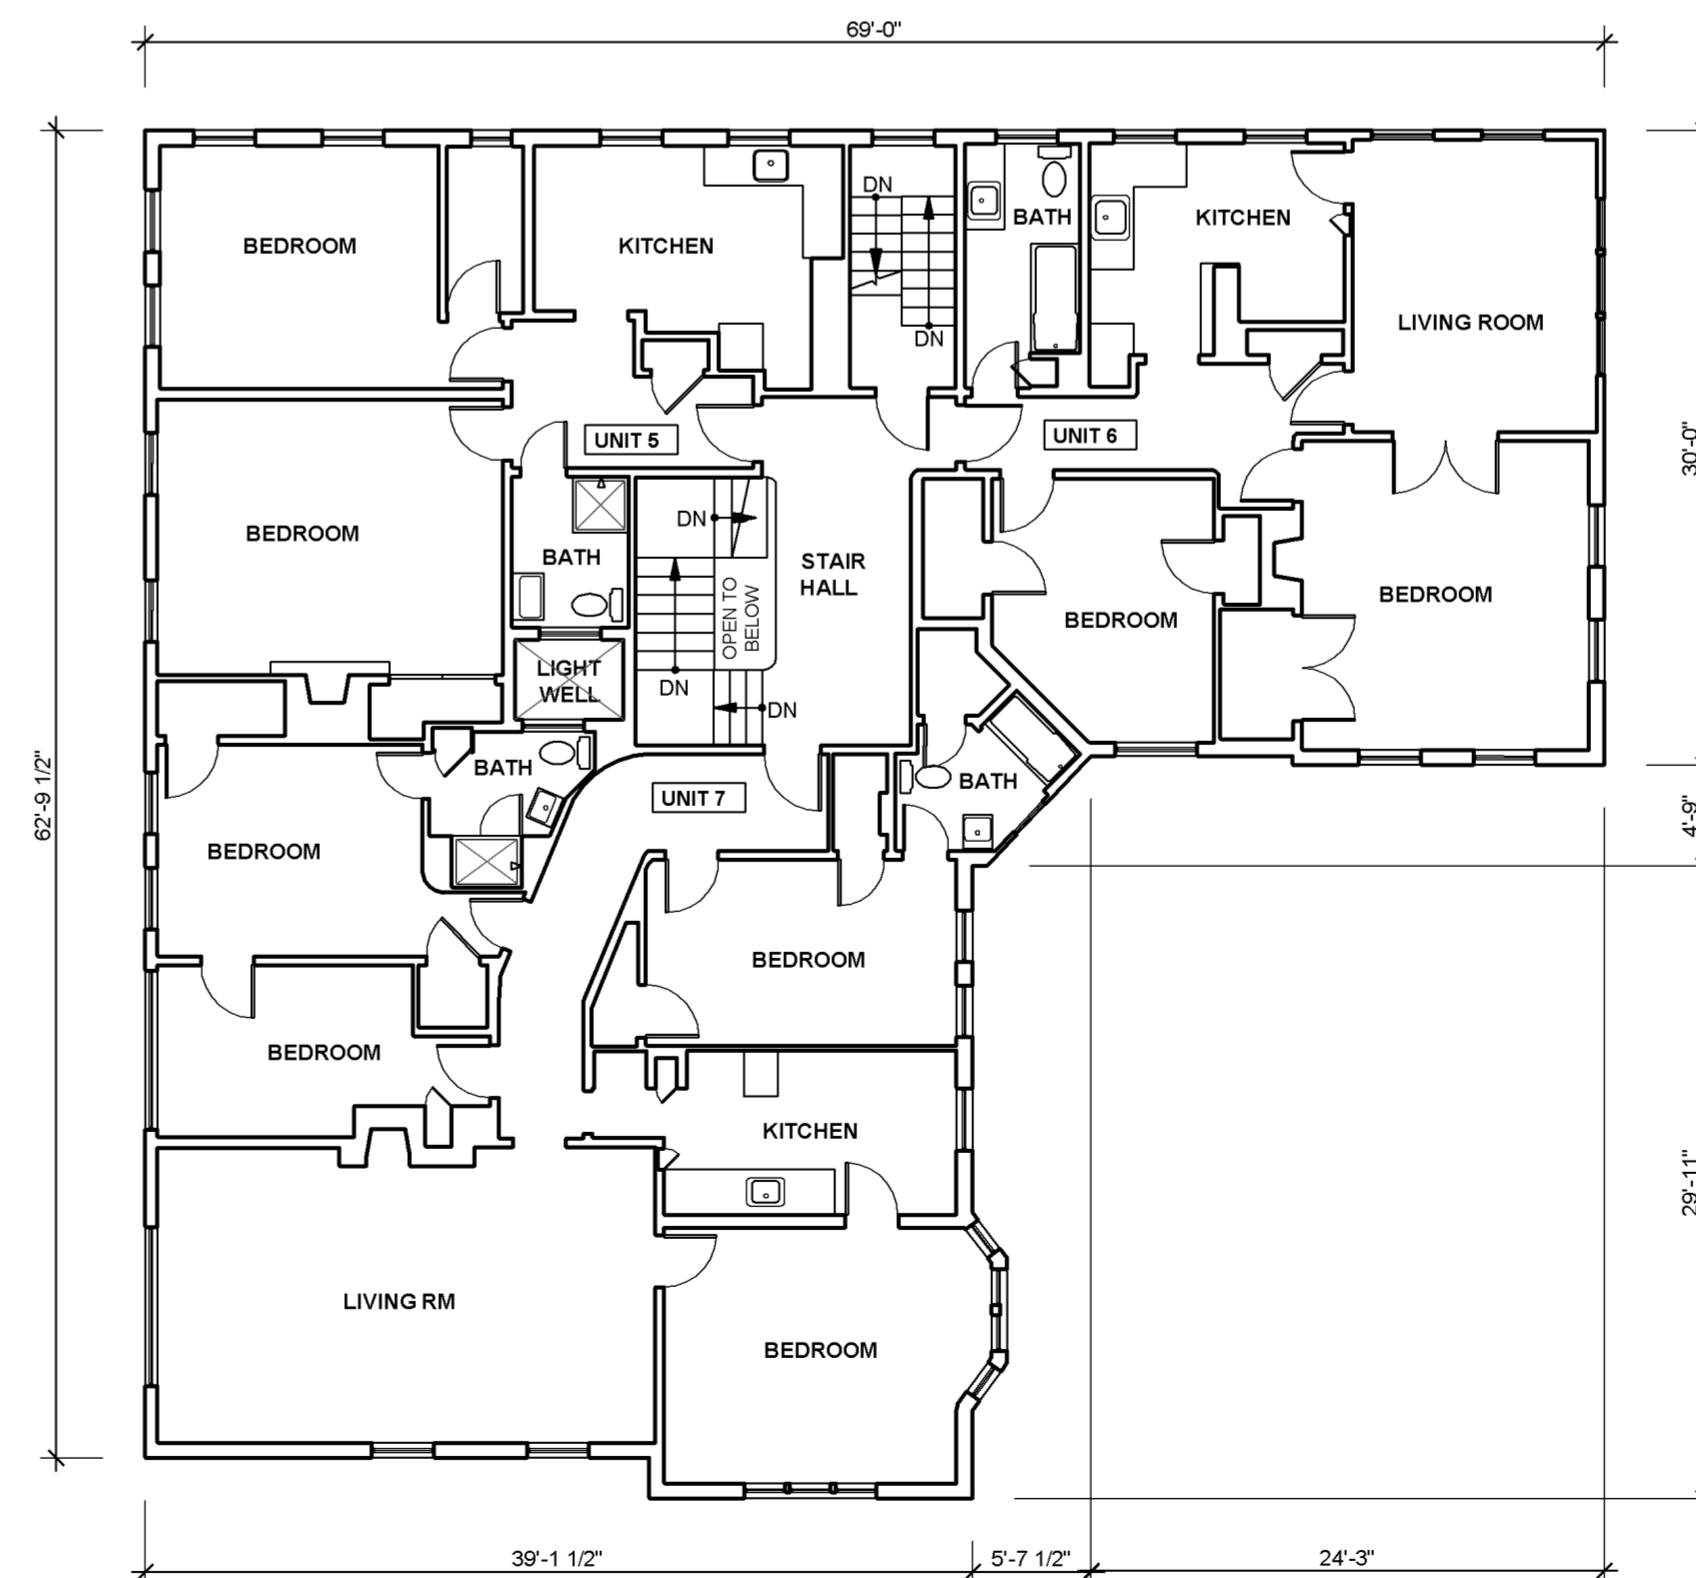 69'-0"
DN
BATH
BEDROOM
KITCHEN
KITCHEN
LIVING ROOM
DN
UNIT 5
UNIT 6
30'-0"
DN
BEDROOM
BATH
STAIR
HALL
OPEN TO
BELOW
BEDROOM
BEDROOM
LIGHT
WELL
DN
DN
BATH
BATH
UNIT 7
62'-9 1/2"
4'-9"
BEDROOM
BEDROOM
BEDROOM
KITCHEN
29'-11"
LIVING RM
BEDROOM
39'-1 1/2"
5'-7 1/2"
24'-3"